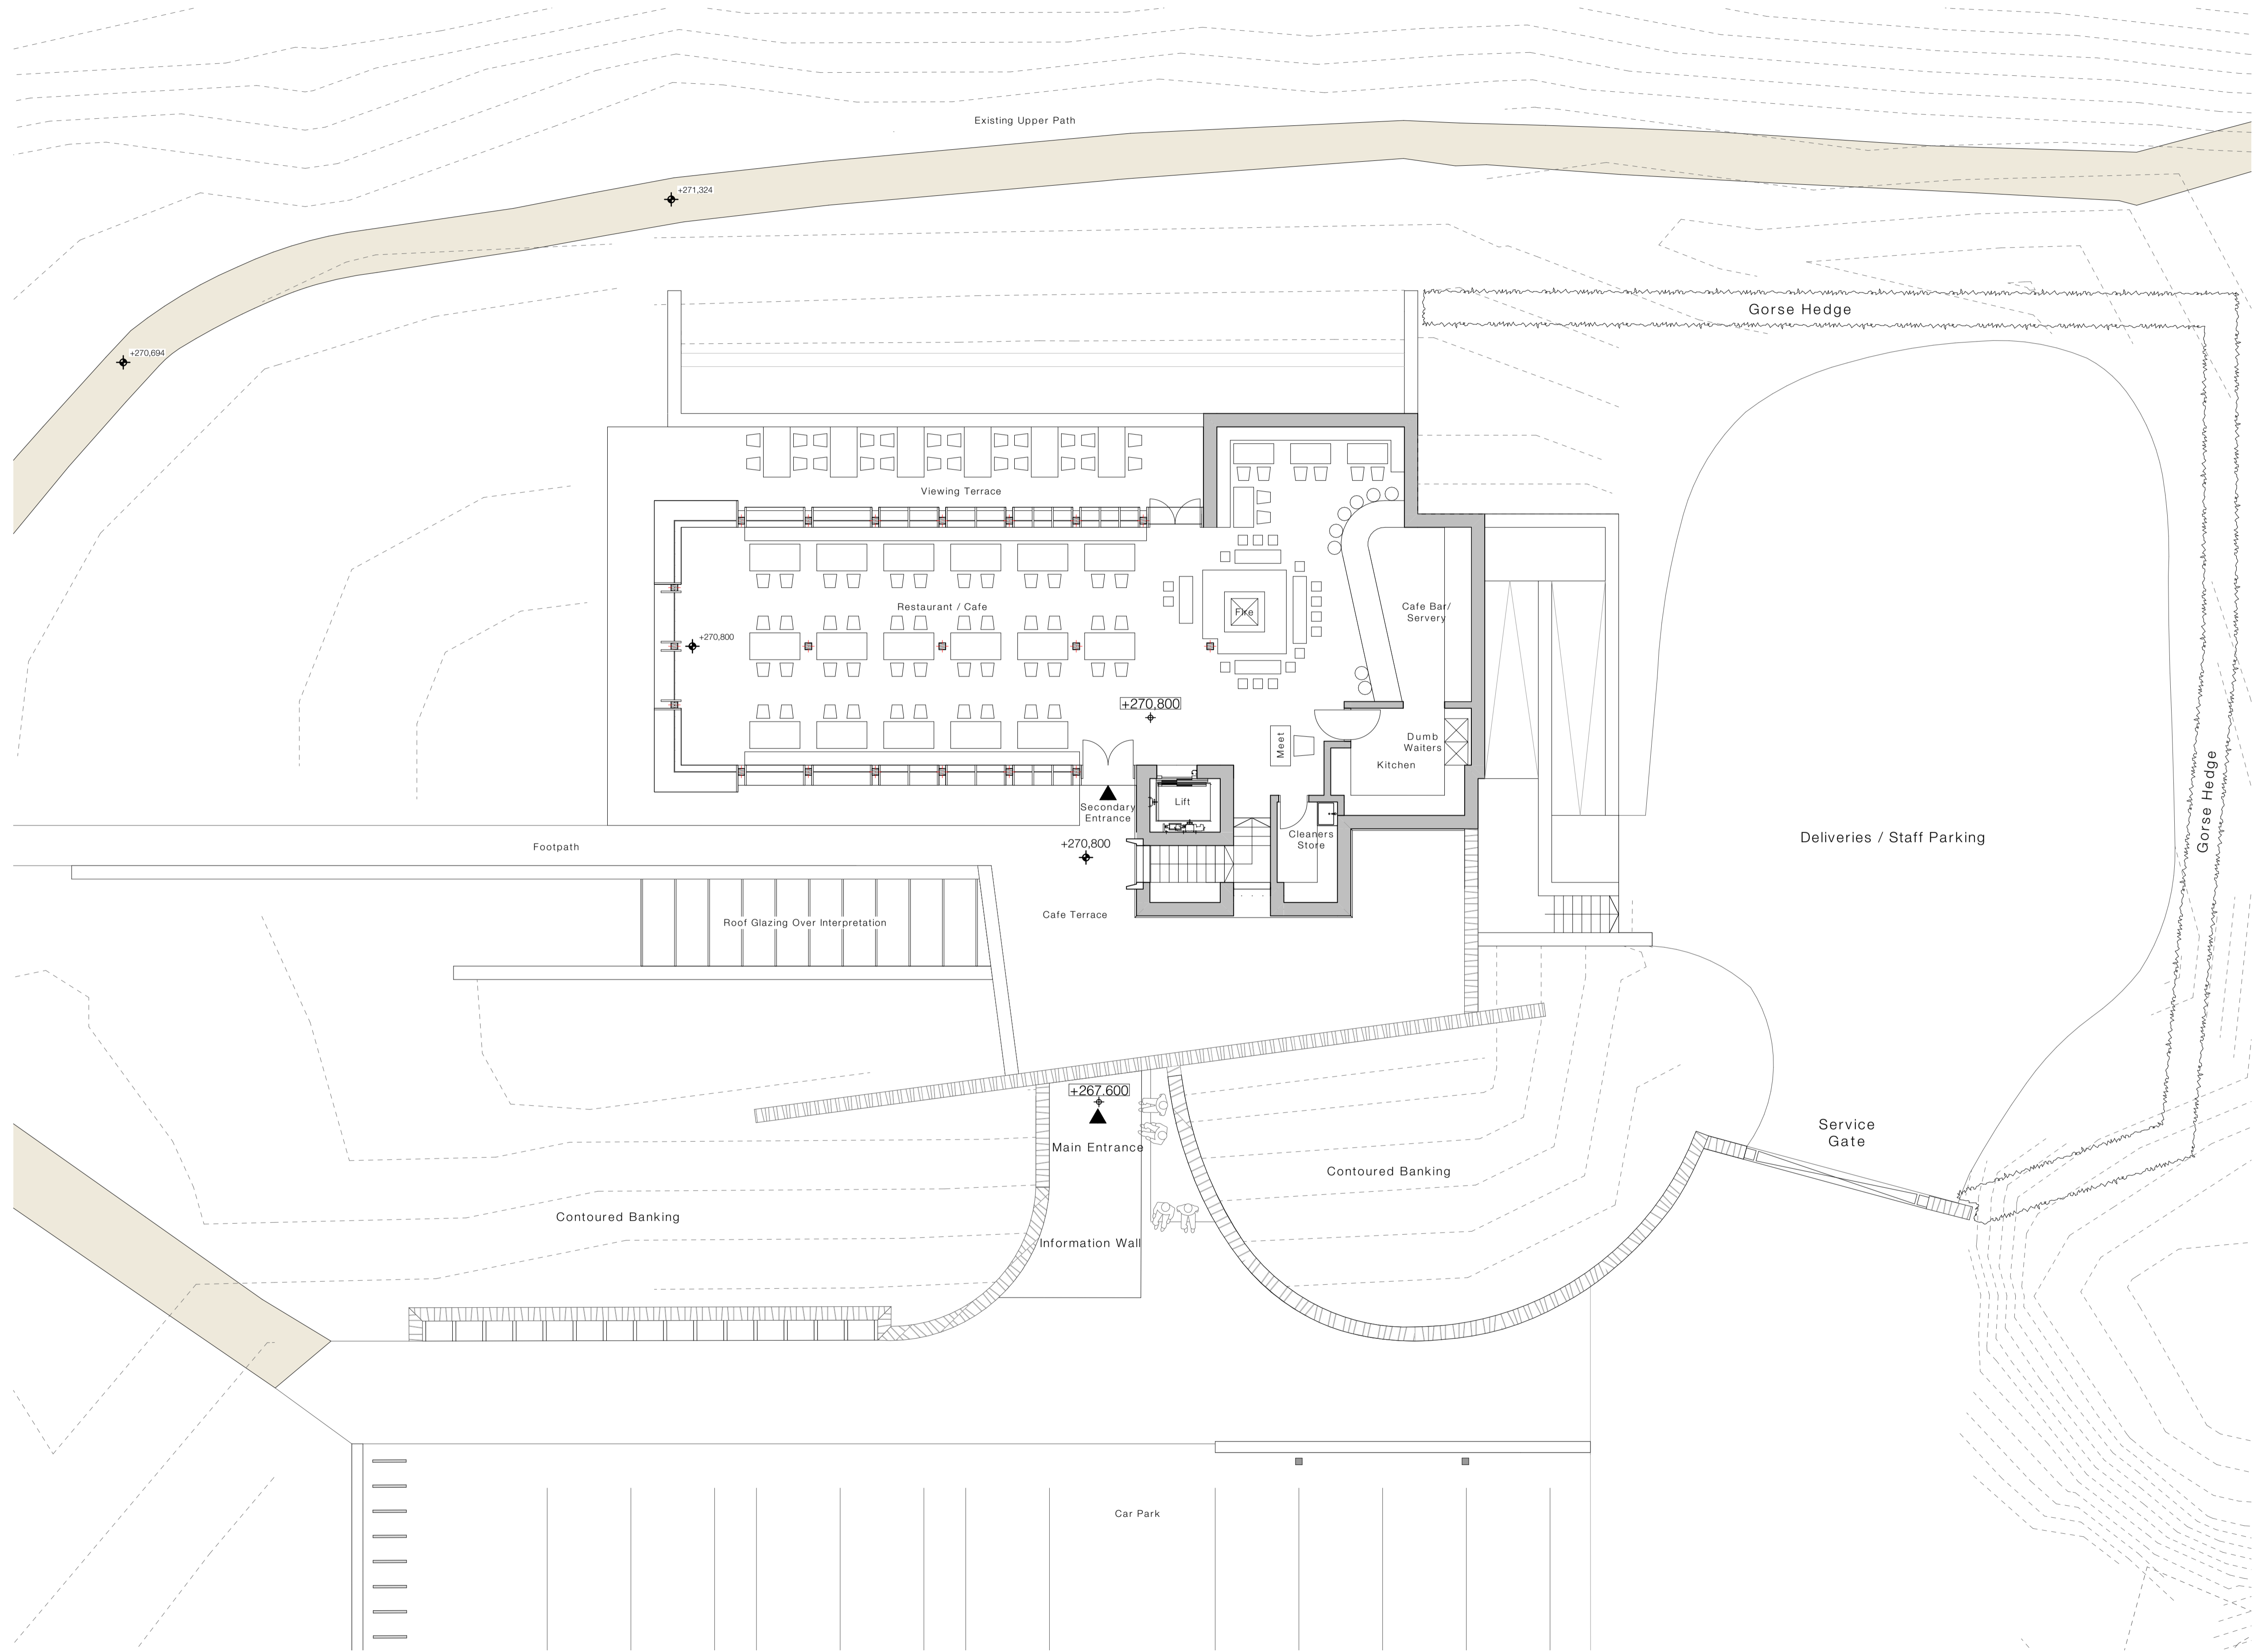 Existing Upper Path
+271,324
Gorse Hedge
+270,694
Viewing Terrace
Restaurant / Cafe
Fire
Cafe Bar/
Servery
+270,800
+270,800
Meet
Dumb
Waiters
Kitchen
Lift
Secondary
Entrance
Cleaners
Store
Gorse Hedge
Deliveries / Staff Parking
Footpath
+270,800
Cafe Terrace
Roof Glazing Over Interpretation
+267,600
Main Entrance
Service
Gate
Contoured Banking
Contoured Banking
Information Wall
Car Park